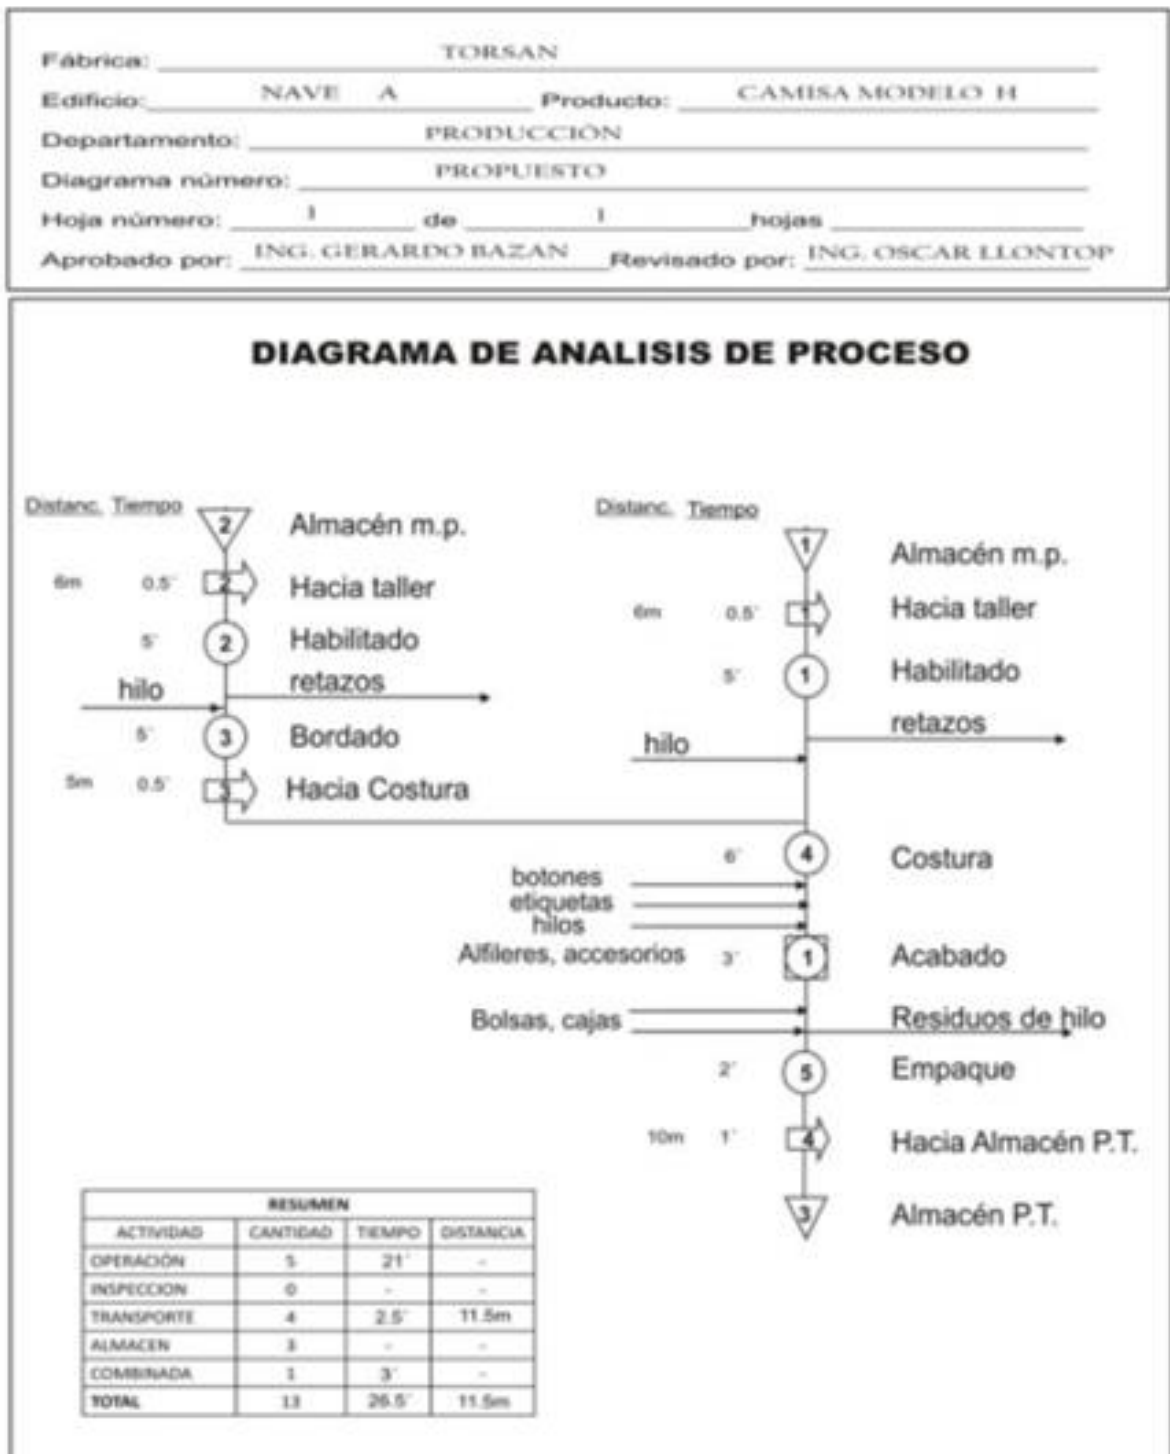 Fábrica: TORSAN
Edificio: NAVE A Producto: CAMISA MODELO H
Departamento: PRODUCCIÓN
Diagrama número: PROPUESTO
Hoja número: 1 de 1 hojas
Aprobado por: ING. GERARDO BAZAN Revisado por: ING. OSCAR LLONTOP
DIAGRAMA DE ANALISIS DE PROCESO
Distanc. Tiempo
2 Almacén m.p.
6m 0.5´ 2 Hacia taller
5´ 2 Habilitado
hilo retazos
5´ 3 Bordado
5m 0.5´ 3 Hacia Costura
Distanc. Tiempo
1 Almacén m.p.
6m 0.5´ 1 Hacia taller
5´ 1 Habilitado
retazos
hilo
6´ 4 Costura
botones
etiquetas
hilos
Alfileres, accesorios 3´ 1 Acabado
Bolsas, cajas Residuos de hilo
2´ 5 Empaque
10m 1´ 4 Hacia Almacén P.T.
3 Almacén P.T.
RESUMEN
ACTIVIDAD CANTIDAD TIEMPO DISTANCIA
OPERACIÓN 5 21´ -
INSPECCION 0 - -
TRANSPORTE 4 2.5´ 11.5m
ALMACEN 3 - -
COMBINADA 1 3´ -
TOTAL 13 26.5´ 11.5m